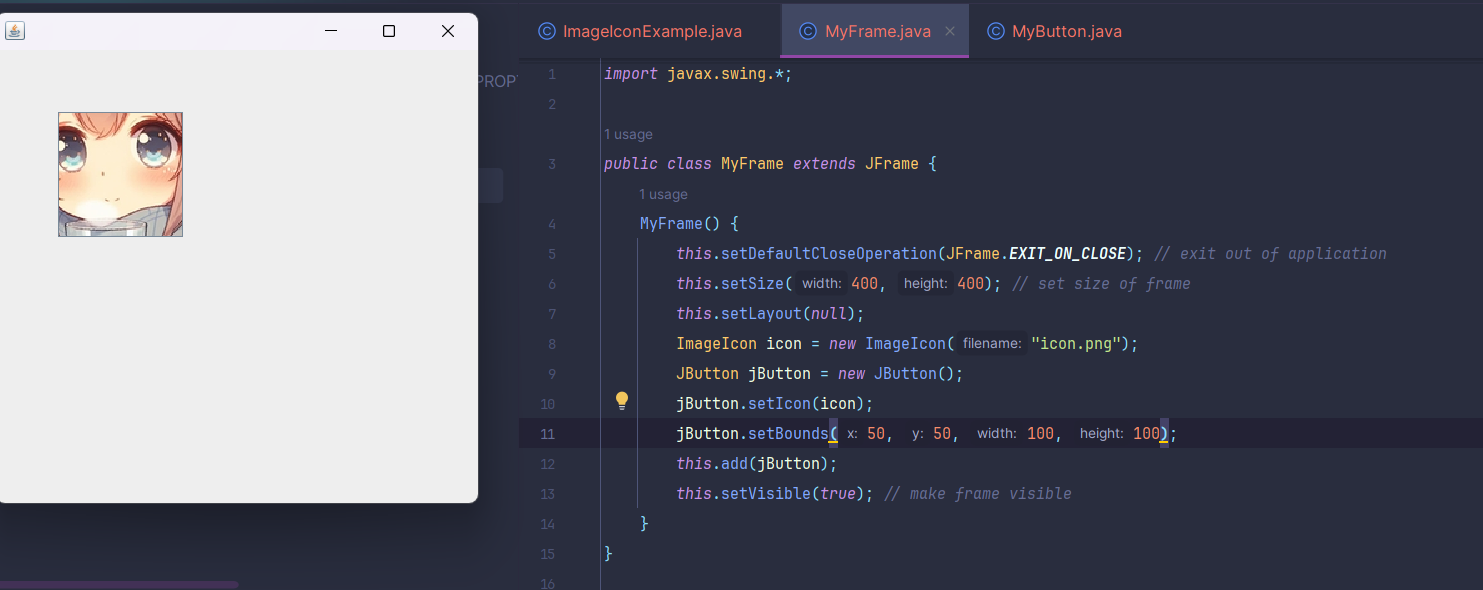 ImageIconExample.java MyFrame.java MyButton.java
PROP
1 import javax.swing.*;
2
1 usage
3 public class MyFrame extends JFrame {
1 usage
4 MyFrame() {
5 this.setDefaultCloseOperation(JFrame.EXIT_ON_CLOSE); // exit out of application
6 this.setSize( width: 400, height: 400); // set size of frame
7 this.setLayout(null);
8 ImageIcon icon = new ImageIcon( filename: "icon.png");
9 JButton jButton = new JButton();
10 jButton.setIcon(icon);
11 jButton.setBounds( x: 50, y: 50, width: 100, height: 100);
12 this.add(jButton);
13 this.setVisible(true); // make frame visible
14 }
15 }
16